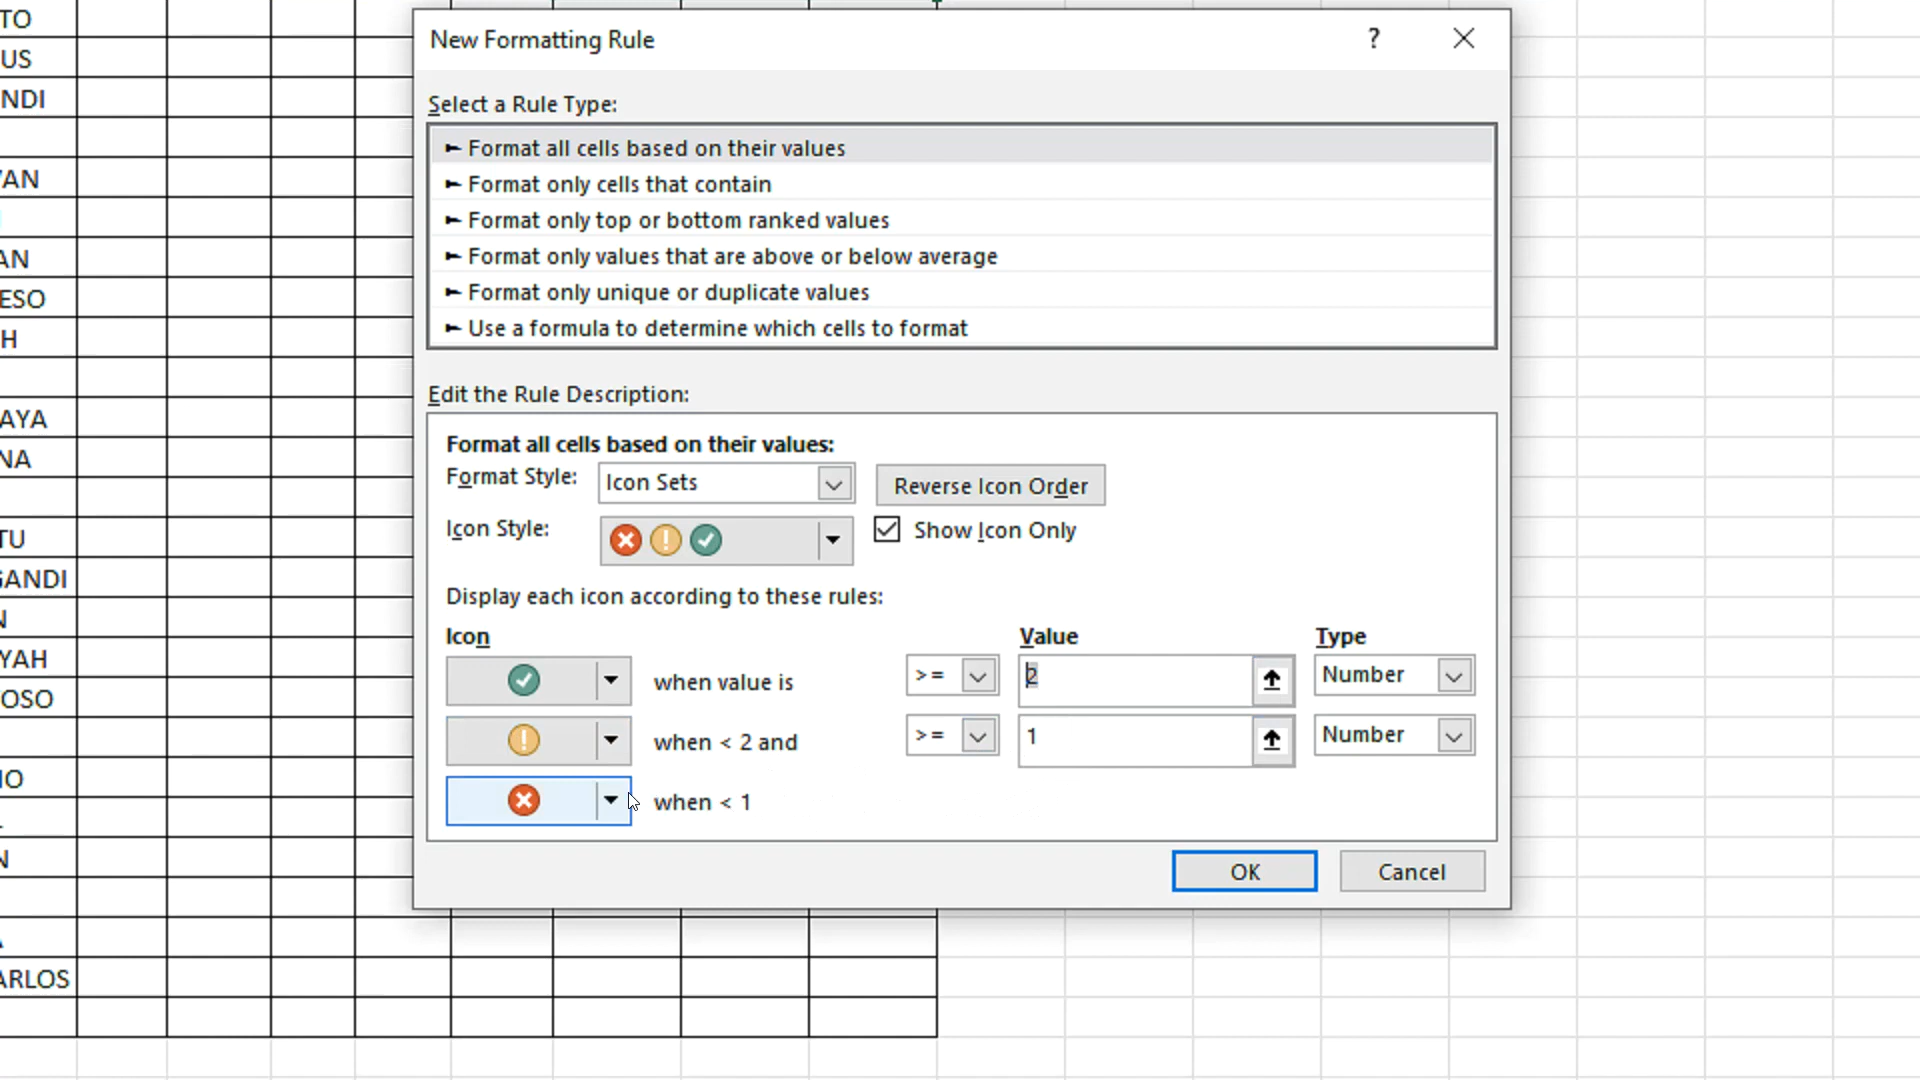 TO
US
NDI
YAN
AN
ESO
H
AYA
NA
TU
GANDI
N
YAH
OSO
IO
N
A
ARLOS
New Formatting Rule
?
Select a Rule Type:
► Format all cells based on their values
► Format only cells that contain
► Format only top or bottom ranked values
► Format only values that are above or below average
► Format only unique or duplicate values
► Use a formula to determine which cells to format
Edit the Rule Description:
Format all cells based on their values:
Format Style: Icon Sets Reverse Icon Order
Icon Style: Show Icon Only
Display each icon according to these rules:
Icon Value Type
when value is >= 2 Number
when < 2 and >= 1 Number
when < 1
OK Cancel